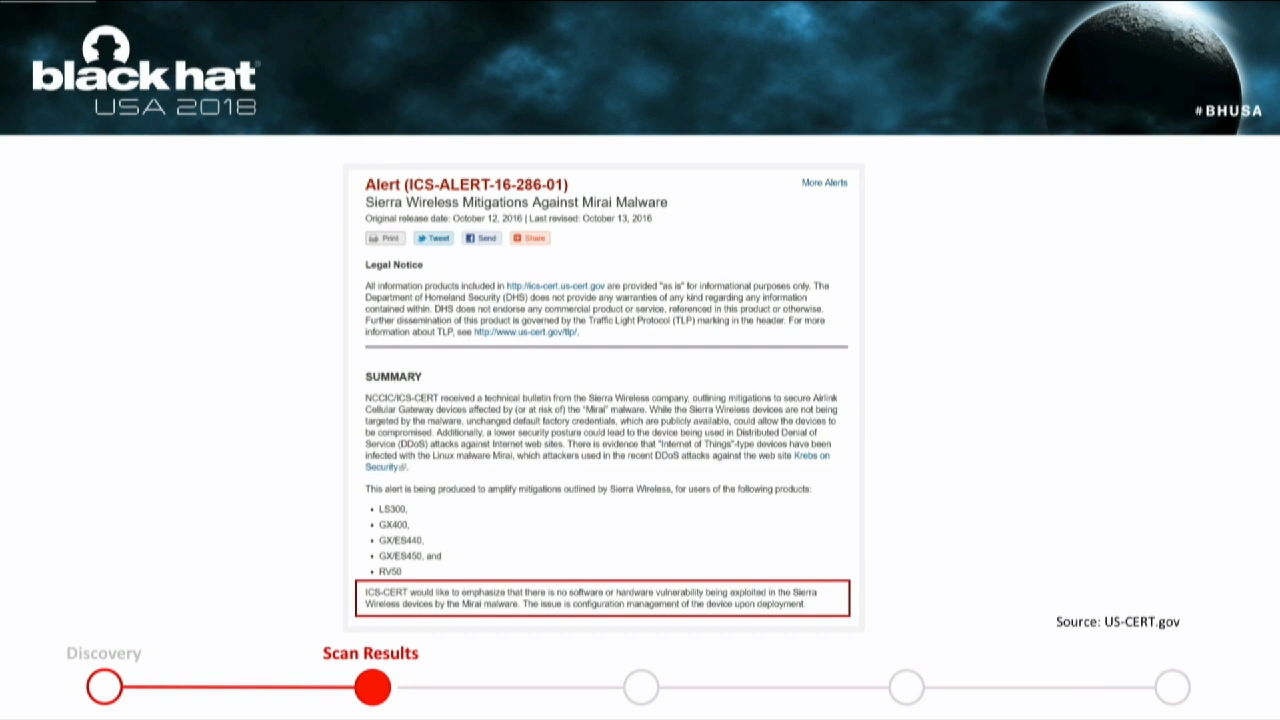 black hat
USA 2018
#BHUSA
Alert (ICS-ALERT-16-286-01)
More Alerts
Sierra Wireless Mitigations Against Mirai Malware
Original release date: October 12, 2016 | Last revised: October 13, 2016
Print Tweet Send Share
Legal Notice
All information products included in http://ics-cert.us-cert.gov are provided "as is" for informational purposes only. The
Department of Homeland Security (DHS) does not provide any warranties of any kind regarding any information
contained within. DHS does not endorse any commercial product or service, referenced in this product or otherwise.
Further dissemination of this product is governed by the Traffic Light Protocol (TLP) marking in the header. For more
information about TLP, see http://www.us-cert.gov/tlp/.
SUMMARY
NCCIC/ICS-CERT received a technical bulletin from the Sierra Wireless company, outlining mitigations to secure Airlink
Cellular Gateway devices affected by (or at risk of) the "Mirai" malware. While the Sierra Wireless devices are not being
targeted by the malware, unchanged default factory credentials, which are publicly available, could allow the devices to
be compromised. Additionally, a lower security posture could lead to the device being used in Distributed Denial of
Service (DDoS) attacks against Internet web sites. There is evidence that "Internet of Things"-type devices have been
infected with the Linux malware Mirai, which attackers used in the recent DDoS attacks against the web site Krebs on
Security.
This alert is being produced to amplify mitigations outlined by Sierra Wireless, for users of the following products:
• LS300,
• GX400,
• GX/ES440,
• GX/ES450, and
• RV50
ICS-CERT would like to emphasize that there is no software or hardware vulnerability being exploited in the Sierra
Wireless devices by the Mirai malware. The issue is configuration management of the device upon deployment.
Source: US-CERT.gov
Discovery
Scan Results